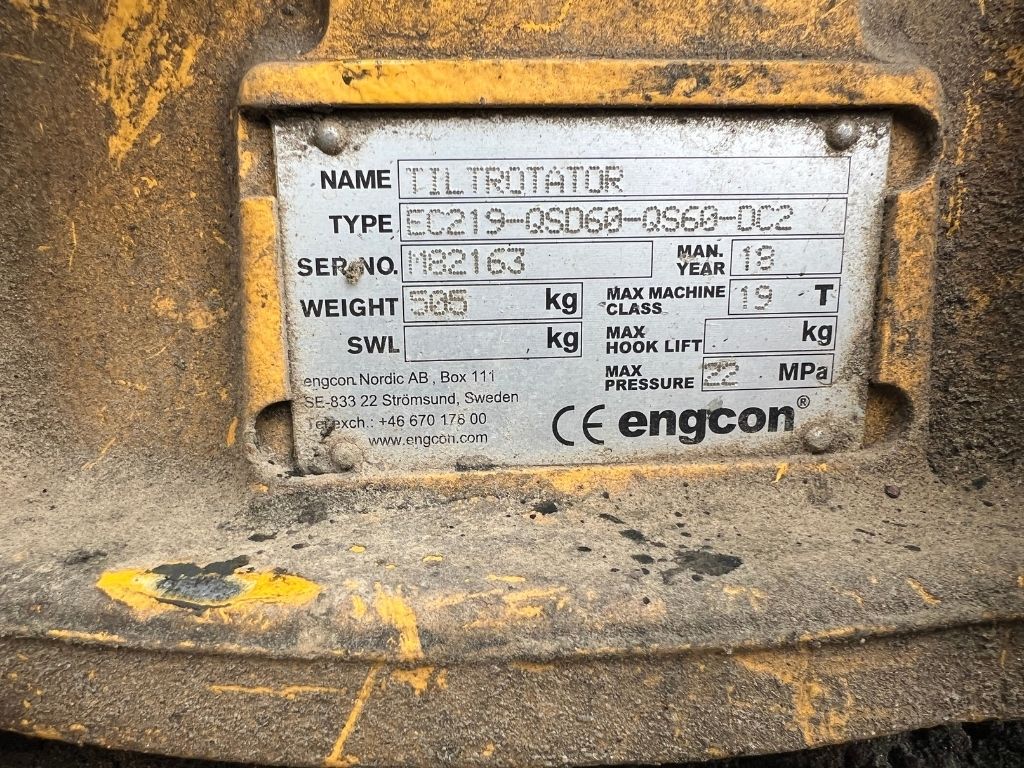 NAME TILTROTATOR
TYPE EC219-QSD60-QS60-DC2
SER. NO. M82163 MAN. YEAR 18
WEIGHT 505 kg MAX MACHINE CLASS 19 T
SWL kg MAX HOOK LIFT kg
MAX PRESSURE 22 MPa
engcon Nordic AB, Box 111
SE-833 22 Strömsund, Sweden
Tel.exch.: +46 670 178 00
www.engcon.com
CE engcon®